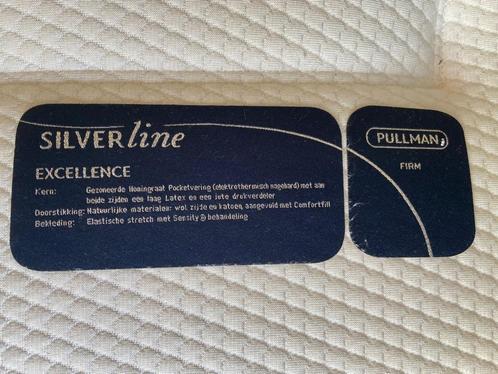 SILVERline
EXCELLENCE
Kern: Gezoneerde Honingraat Pocketvering (elektrothermisch nagehard) met aan
beide zijden een laag Latex en een jute drukverdeler
Doorstikking: Natuurlijke materialen: wol, zijde en katoen, aangevuld met Comfortfill
Bekleding: Elastische stretch met Sensity® behandeling
PULLMAN
FIRM